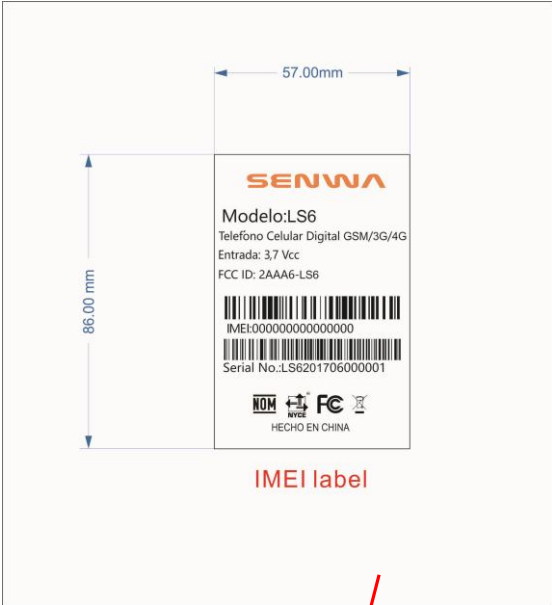 57.00mm
86.00 mm
SENWA
Modelo:LS6
Telefono Celular Digital GSM/3G/4G
Entrada: 3,7 Vcc
FCC ID: 2AAA6-LS6
IMEI:000000000000000
Serial No.:LS6201706000001
NOM NYCE FC
HECHO EN CHINA
IMEI label